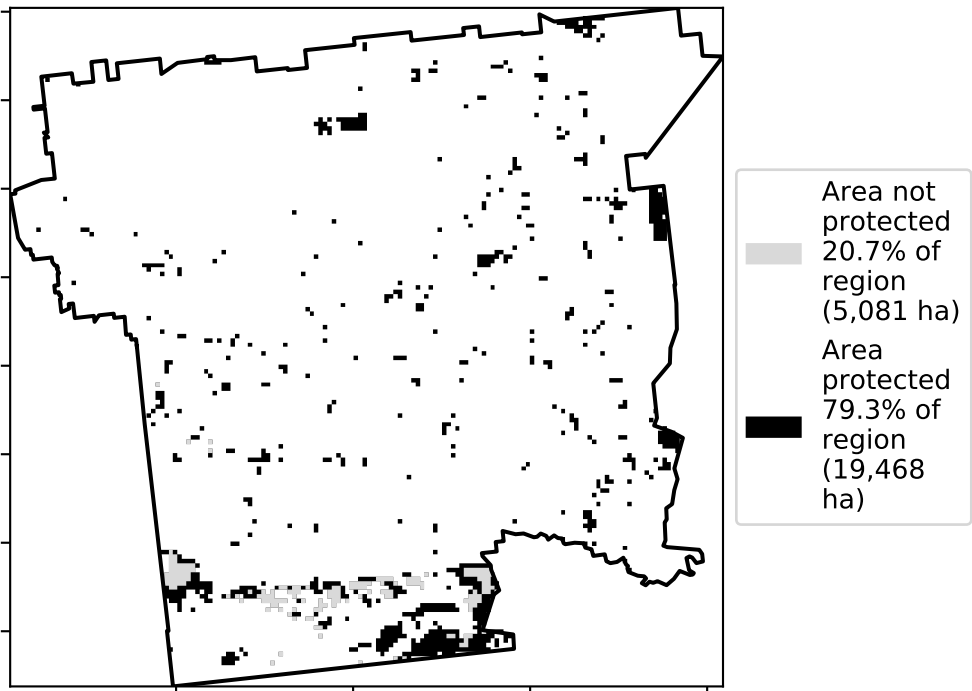 Area not
protected
20.7% of
region
(5,081 ha)
Area
protected
79.3% of
region
(19,468
ha)